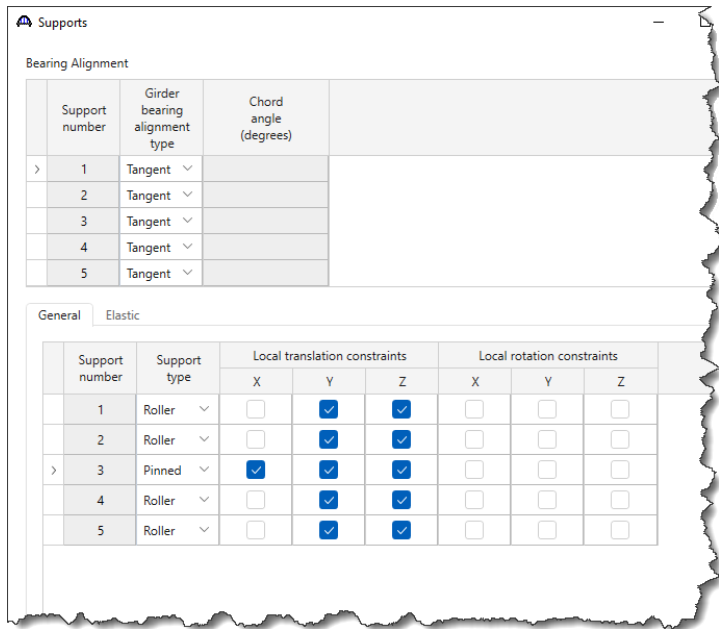 Supports
Bearing Alignment
Support number Girder bearing alignment type Chord angle (degrees)
1 Tangent
2 Tangent
3 Tangent
4 Tangent
5 Tangent
General Elastic
Support number Support type Local translation constraints Local rotation constraints
X Y Z X Y Z
1 Roller
2 Roller
3 Pinned
4 Roller
5 Roller